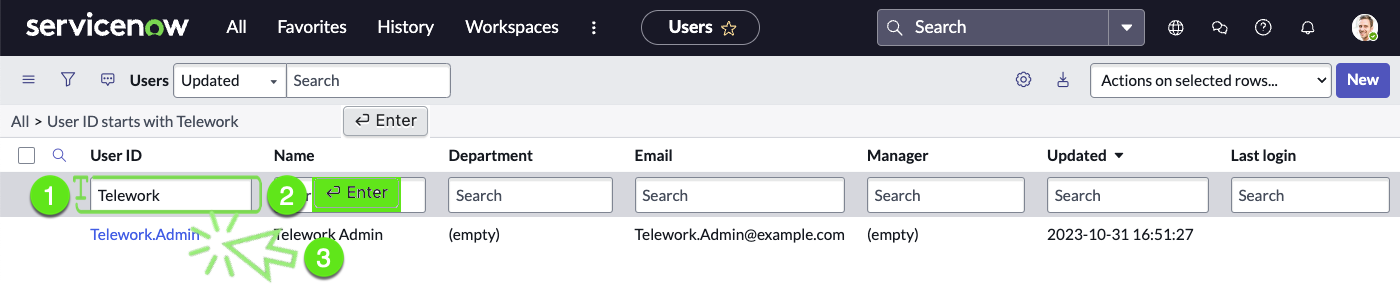 servicenow All Favorites History Workspaces Users Search
Users Updated Search Actions on selected rows... New
All > User ID starts with Telework
Enter
User ID Name Department Email Manager Updated Last login
1 Telework 2 Enter Search Search Search Search Search
Telework.Admin Telework Admin (empty) Telework.Admin@example.com (empty) 2023-10-31 16:51:27
3